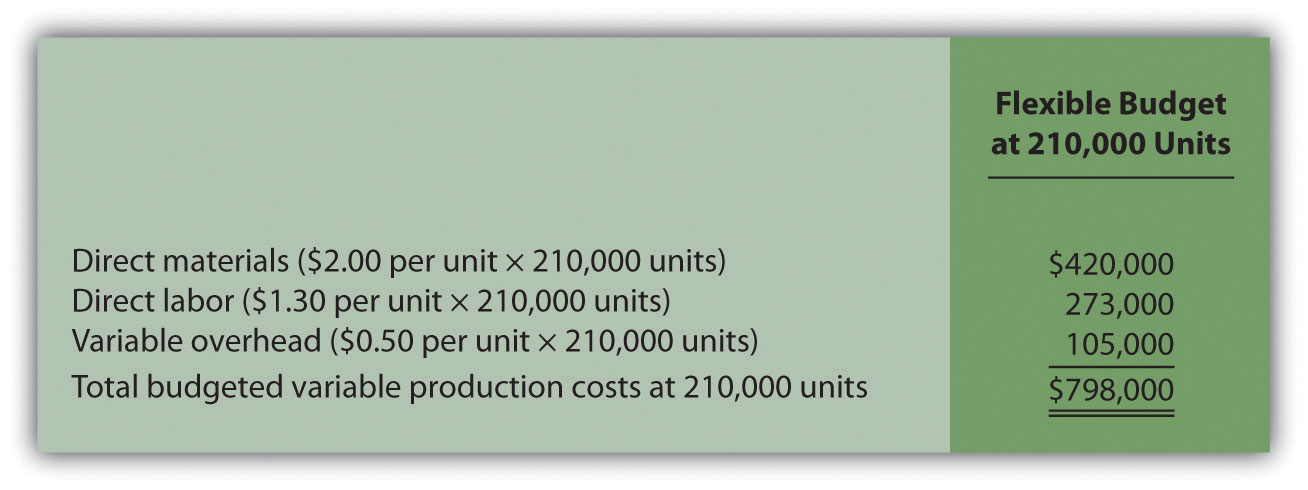 Flexible Budget
at 210,000 Units
Direct materials ($2.00 per unit × 210,000 units) $420,000
Direct labor ($1.30 per unit × 210,000 units) 273,000
Variable overhead ($0.50 per unit × 210,000 units) 105,000
Total budgeted variable production costs at 210,000 units $798,000